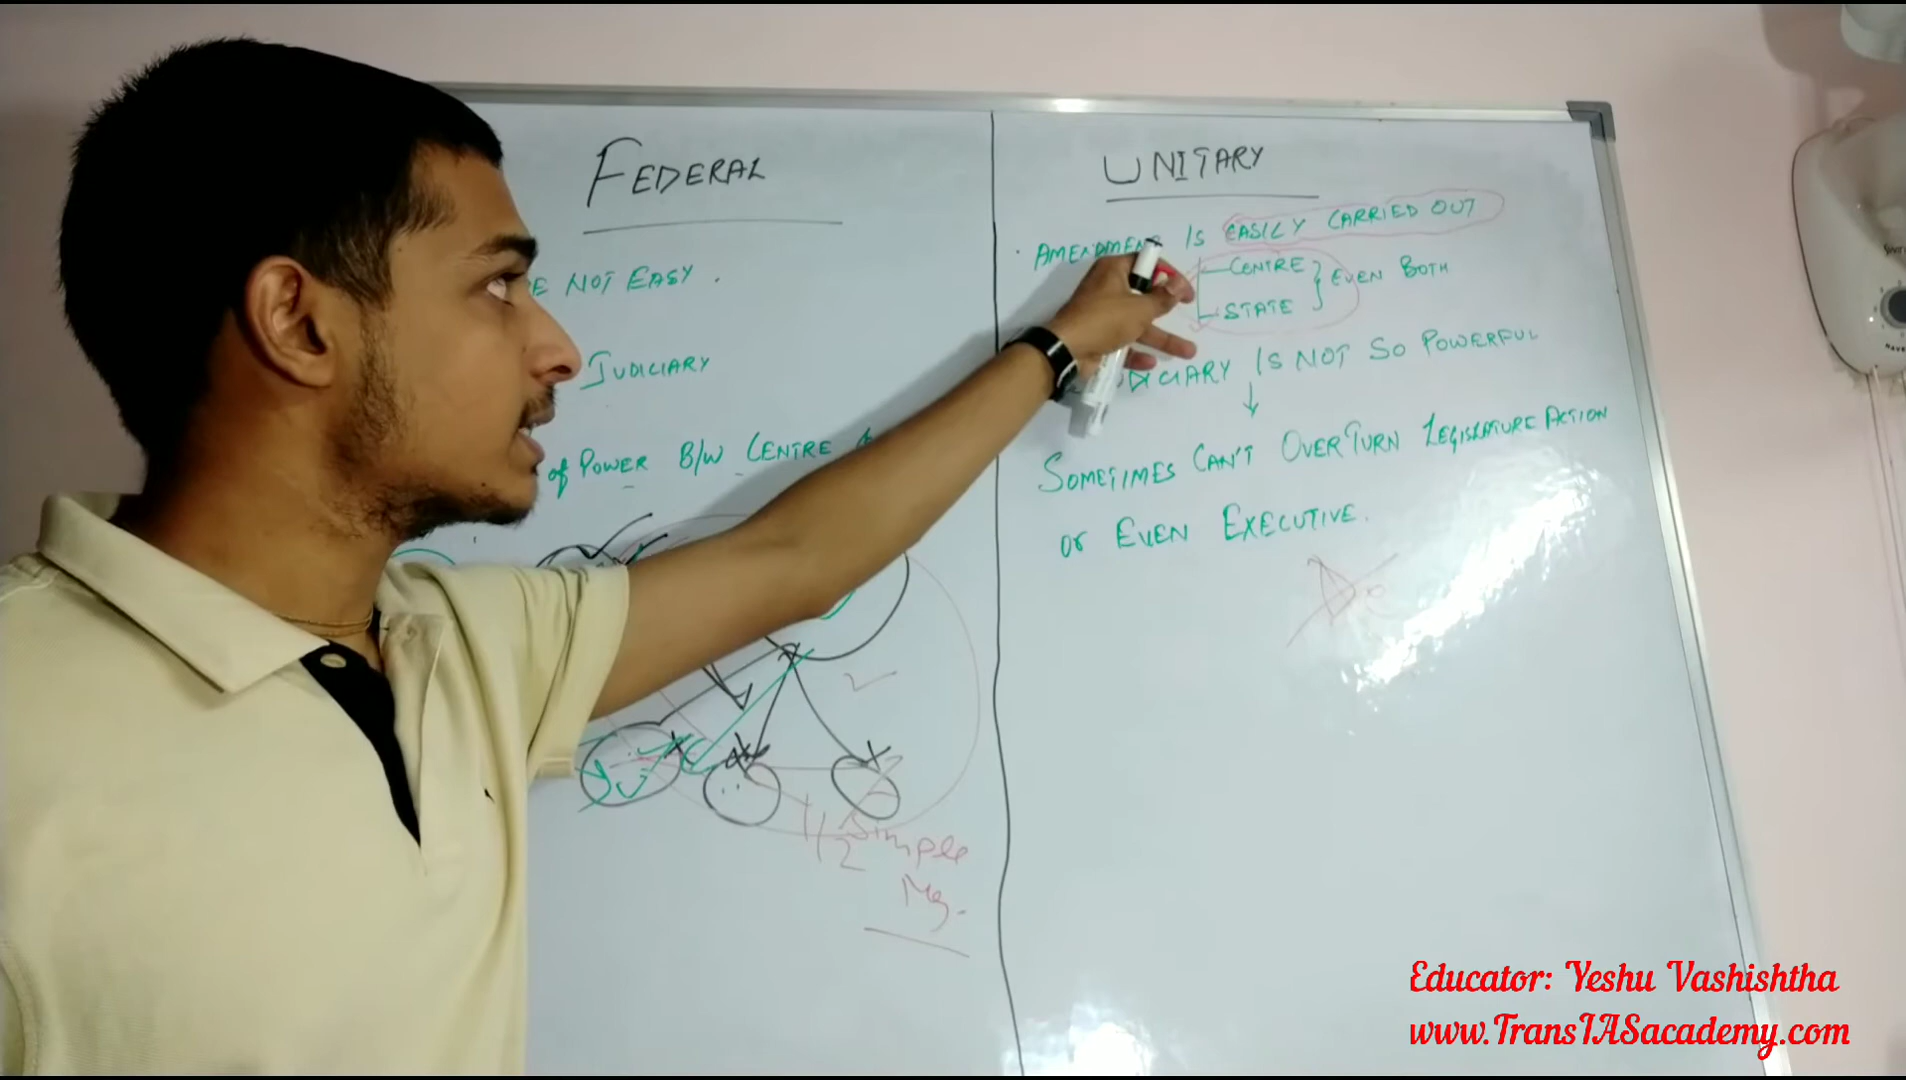 FEDERAL
E NOT EASY.
JUDICIARY
of POWER B/W CENTRE
1/2 Simple
UNITARY
AMENDMENT IS EASILY CARRIED OUT
CENTRE } EVEN BOTH
STATE
DICIARY IS NOT SO POWERFUL
SOMETIMES CAN'T OVERTURN LEGISLATURE ACTION
or EVEN EXECUTIVE.
Educator: Yeshu Vashishtha
www.TransIASacademy.com